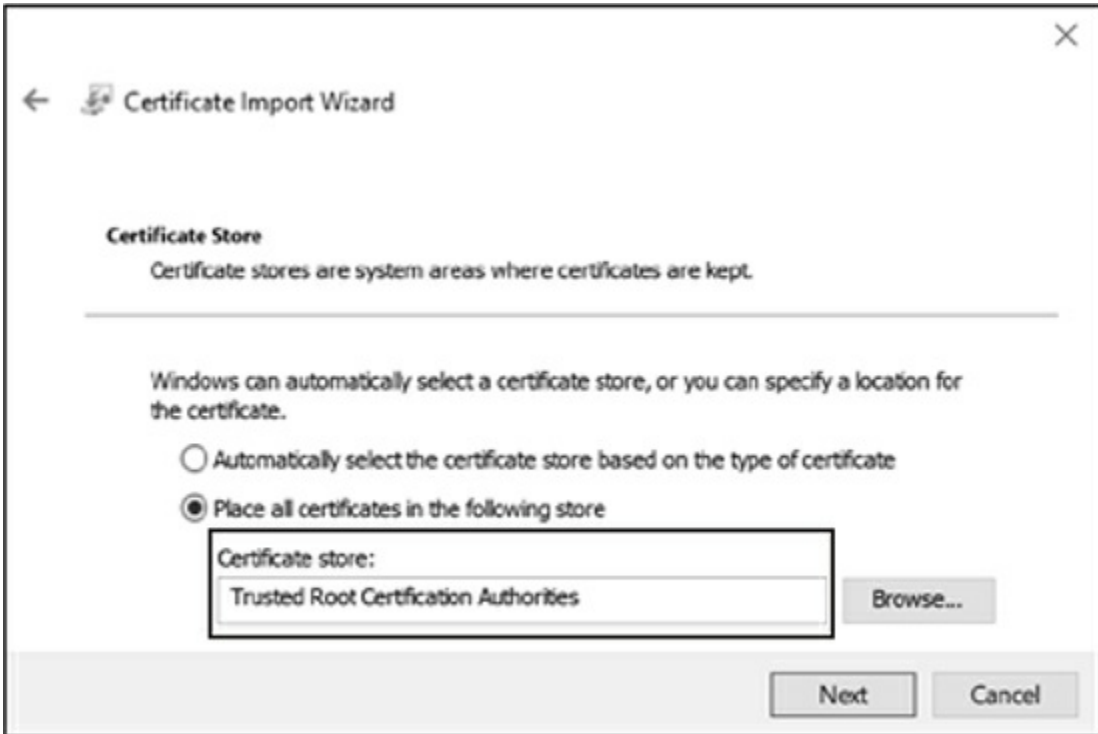 Certificate Import Wizard
Certificate Store
Certificate stores are system areas where certificates are kept.
Windows can automatically select a certificate store, or you can specify a location for
the certificate.
Automatically select the certificate store based on the type of certificate
Place all certificates in the following store
Certificate store:
Trusted Root Certification Authorities
Browse...
Next
Cancel